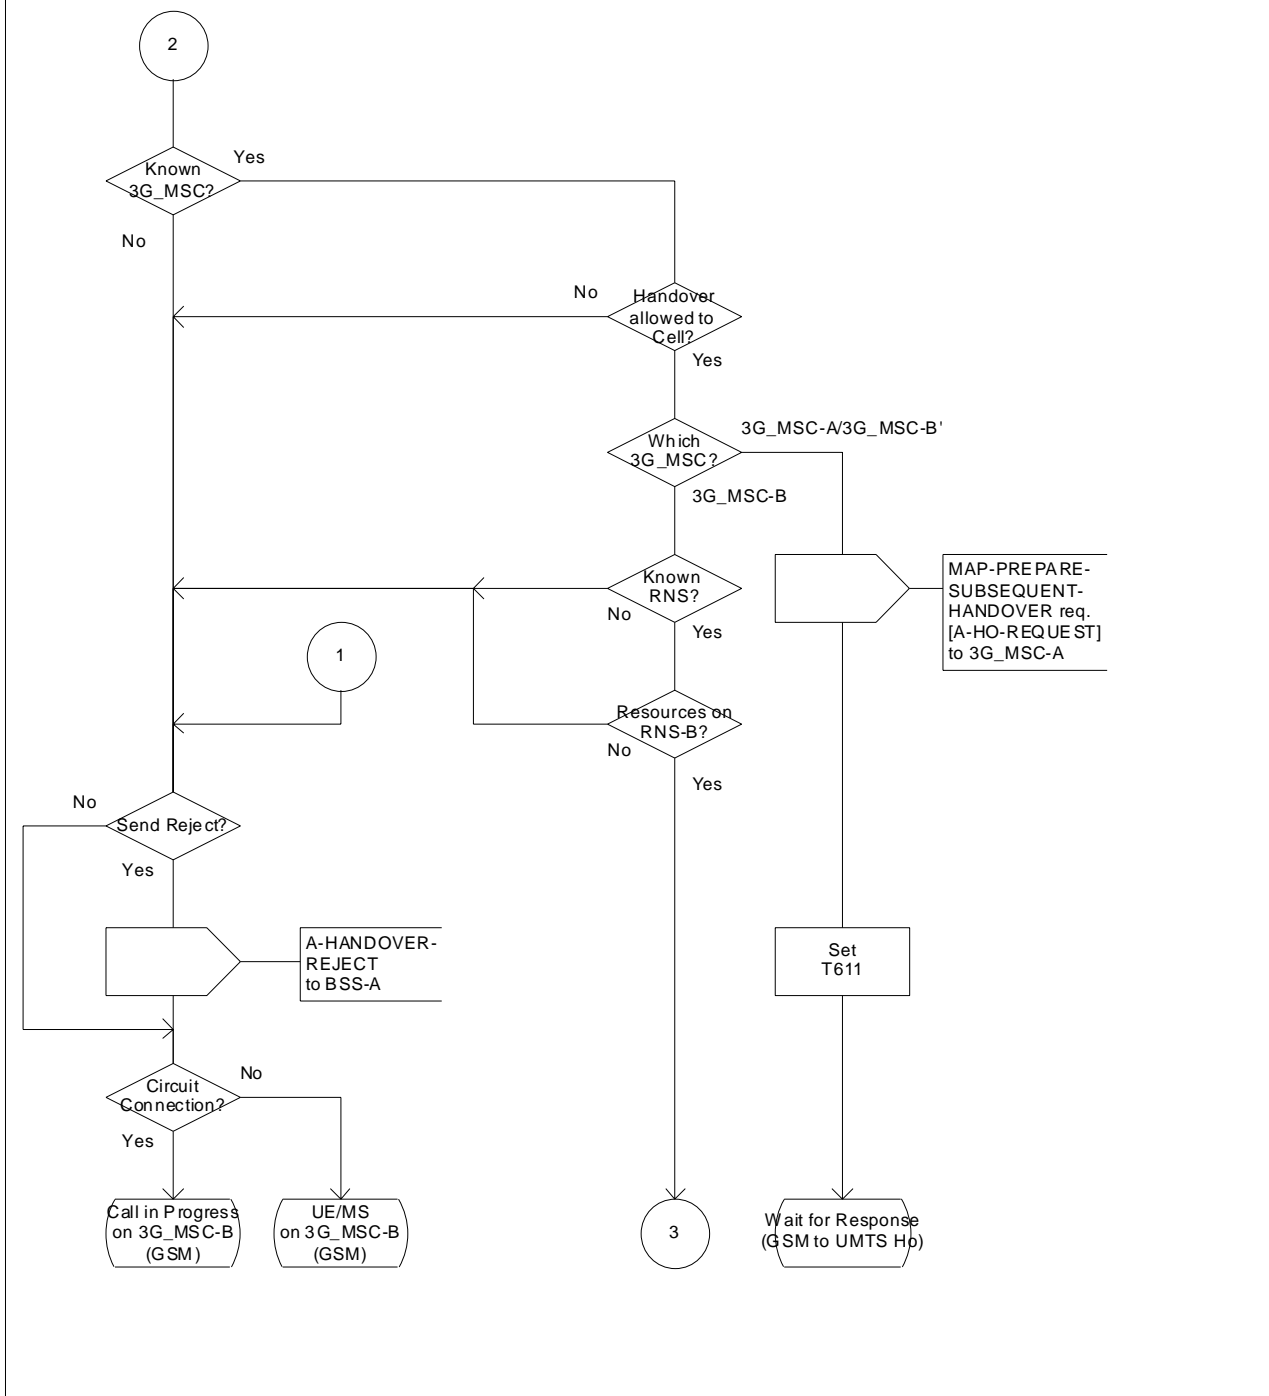 2
Known
3G_MSC?
Yes
No
No
Handover
allowed to
Cell?
Yes
Which
3G_MSC?
3G_MSC-A/3G_MSC-B'
3G_MSC-B
Known
RNS?
No
Yes
MAP-PREPARE-
SUBSEQUENT-
HANDOVER req.
[A-HO-REQUEST]
to 3G_MSC-A
1
Resources on
RNS-B?
No
Yes
No
Send Reject?
Yes
A-HANDOVER-
REJECT
to BSS-A
Set
T611
Circuit
Connection?
No
Yes
Call in Progress
on 3G_MSC-B
(GSM)
UE/MS
on 3G_MSC-B
(GSM)
3
Wait for Response
(GSM to UMTS Ho)